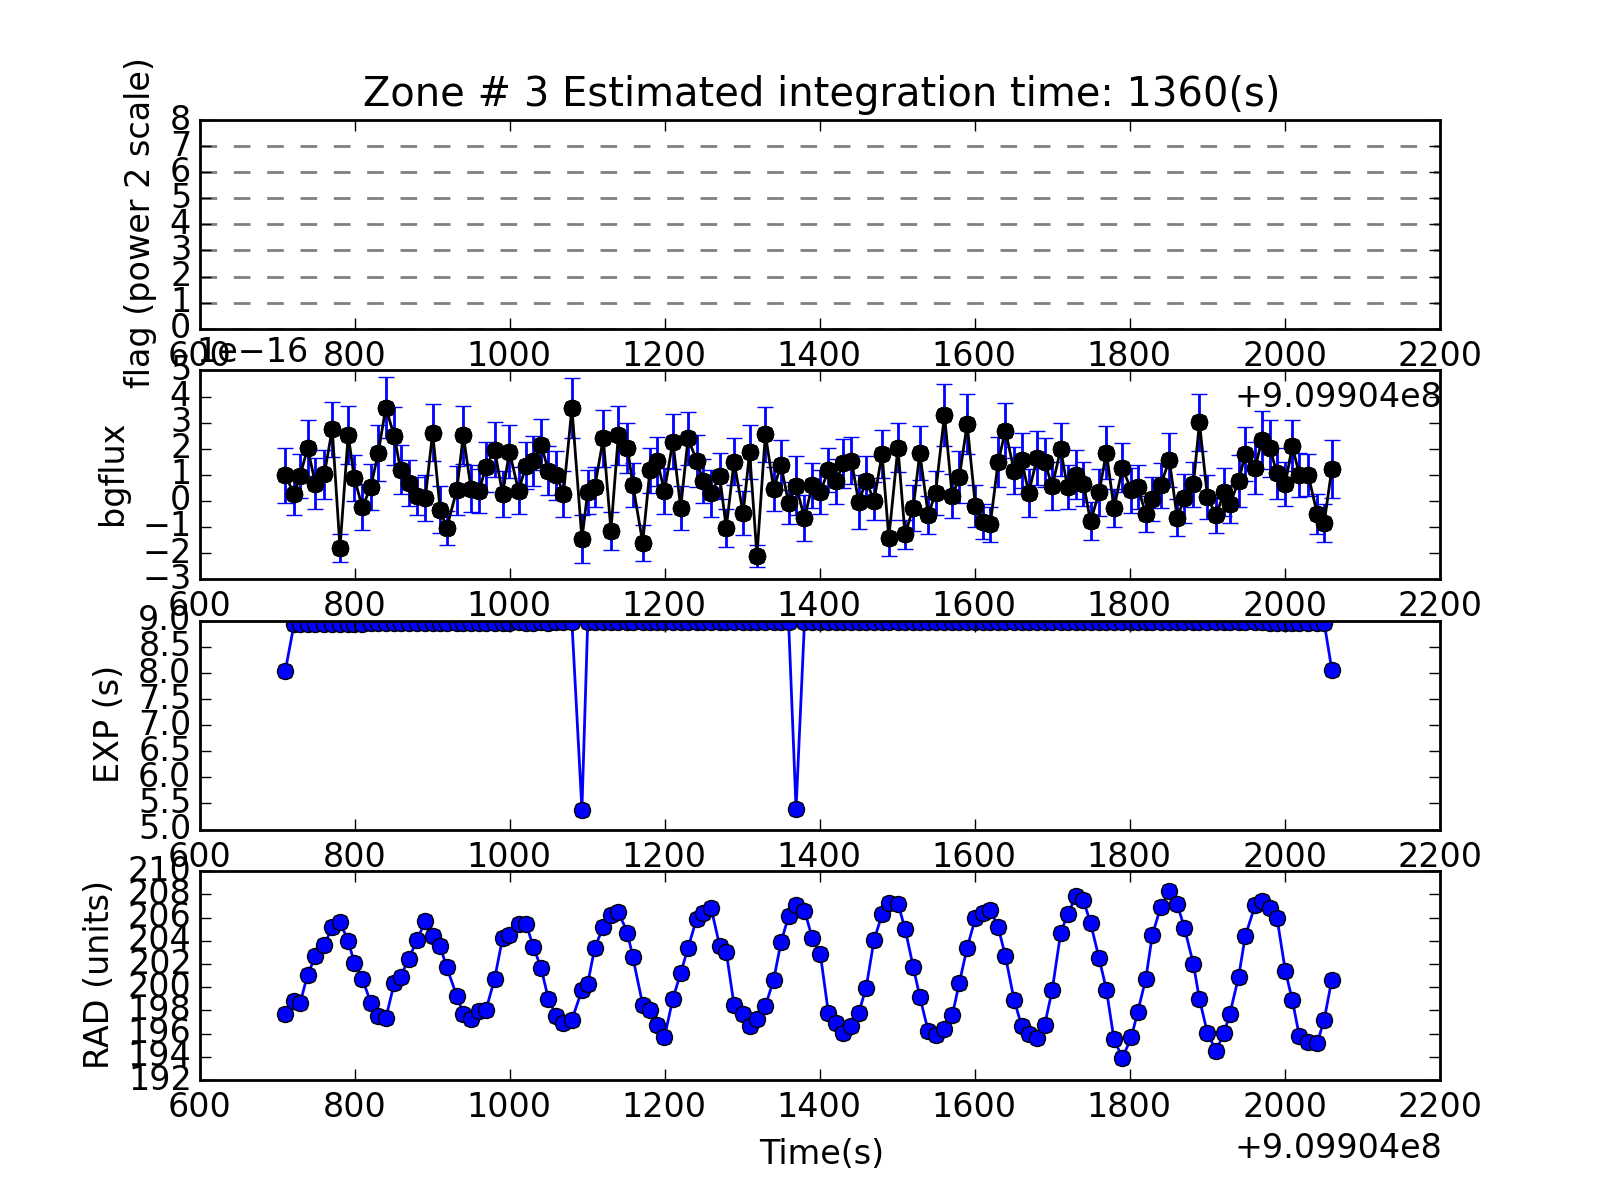 Zone # 3 Estimated integration time: 1360(s)
flag (power 2 scale)
8
7
6
5
4
3
2
1
0
600 800 1000 1200 1400 1600 1800 2000 2200
1e−16
+9.09904e8
bgflux
5
4
3
2
1
0
−1
−2
−3
600 800 1000 1200 1400 1600 1800 2000 2200
EXP (s)
9.0
8.5
8.0
7.5
7.0
6.5
6.0
5.5
5.0
600 800 1000 1200 1400 1600 1800 2000 2200
RAD (units)
210
208
206
204
202
200
198
196
194
192
600 800 1000 1200 1400 1600 1800 2000 2200
Time(s)
+9.09904e8